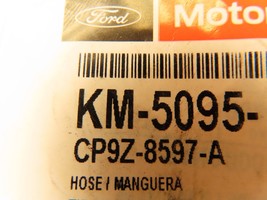 Ford Motor
KM-5095-
CP9Z-8597-A
HOSE / MANGUERA